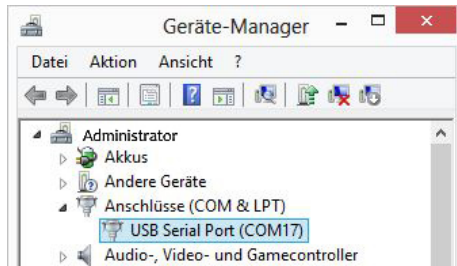 Geräte-Manager
Datei Aktion Ansicht ?
Administrator
Akkus
Andere Geräte
Anschlüsse (COM & LPT)
USB Serial Port (COM17)
Audio-, Video- und Gamecontroller